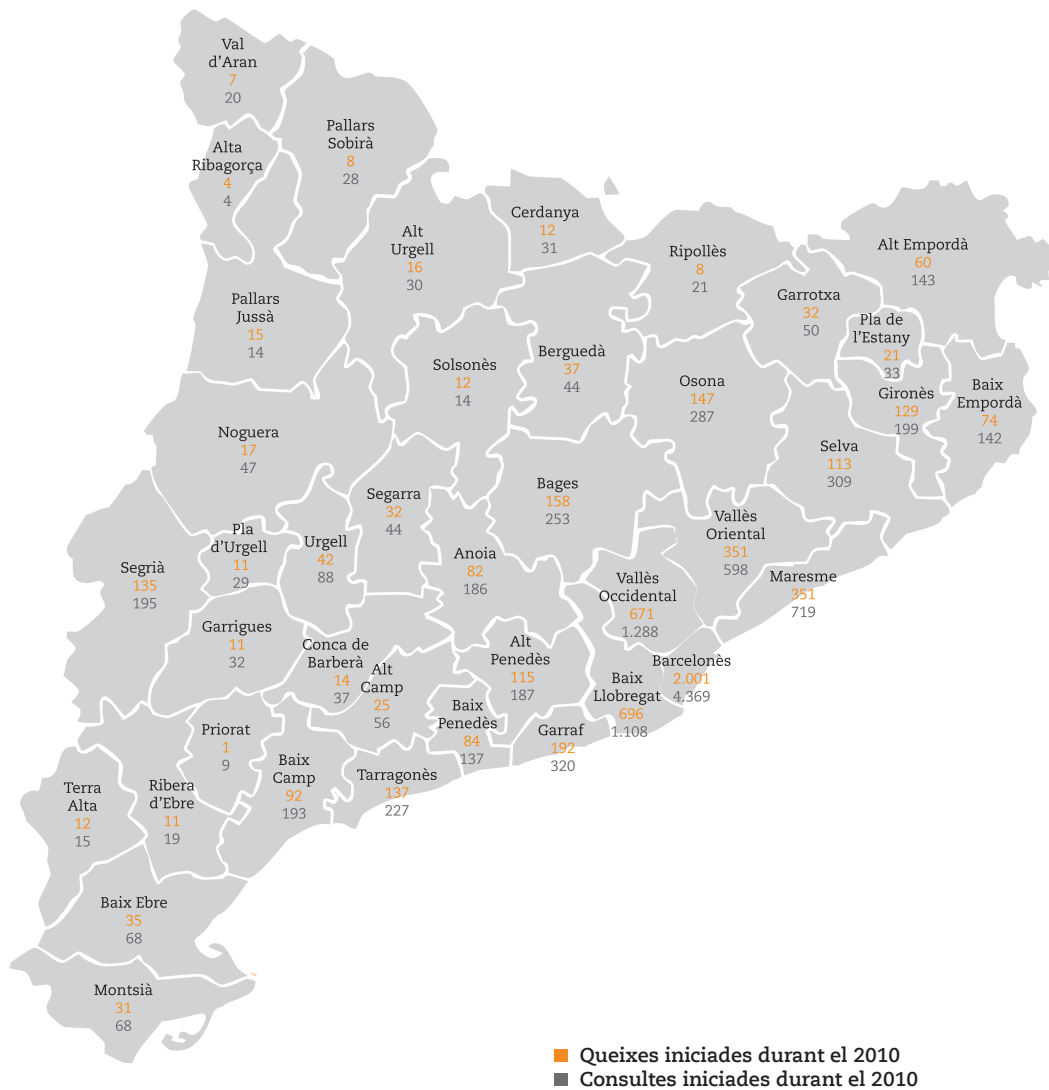 Val
d'Aran
7
20
Pallars
Sobirà
8
28
Alta
Ribagorça
4
4
Cerdanya
12
31
Alt
Urgell
16
30
Ripollès
8
21
Alt Empordà
60
143
Garrotxa
32
50
Pallars
Jussà
15
14
Pla de
l'Estany
21
33
Berguedà
37
44
Solsonès
12
14
Osona
147
287
Gironès
129
199
Baix
Empordà
74
142
Noguera
17
47
Selva
113
309
Segarra
32
44
Bages
158
253
Vallès
Oriental
351
598
Pla
d'Urgell
11
29
Urgell
42
88
Anoia
82
186
Segrià
135
195
Vallès
Occidental
671
1.288
Maresme
351
719
Garrigues
11
32
Conca de
Barberà
14
37
Alt
Camp
25
56
Alt
Penedès
115
187
Barcelonès
2.001
4.369
Baix
Llobregat
696
1.108
Baix
Penedès
84
137
Garraf
192
320
Priorat
1
9
Baix
Camp
92
193
Tarragonès
137
227
Terra
Alta
12
15
Ribera
d'Ebre
11
19
Baix Ebre
35
68
Montsià
31
68
Queixes iniciades durant el 2010
Consultes iniciades durant el 2010